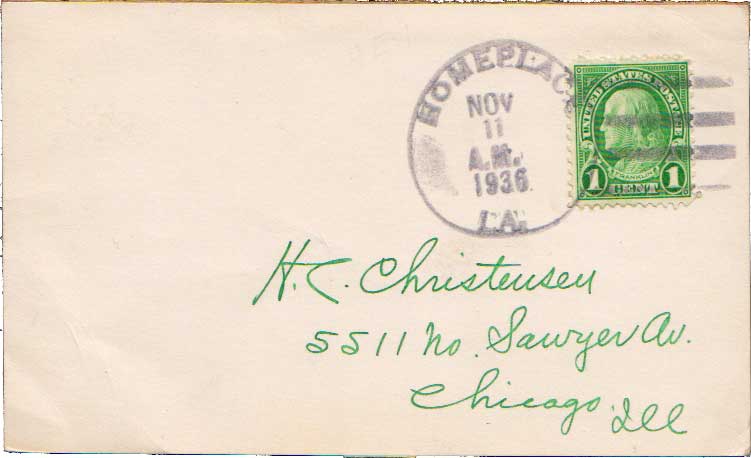 HOMEPLACE
NOV
11
A.M.
1936
LA.
UNITED STATES POSTAGE
FRANKLIN
1 CENT 1
H. C. Christensen
5511 No. Sawyer Av.
Chicago, Ill